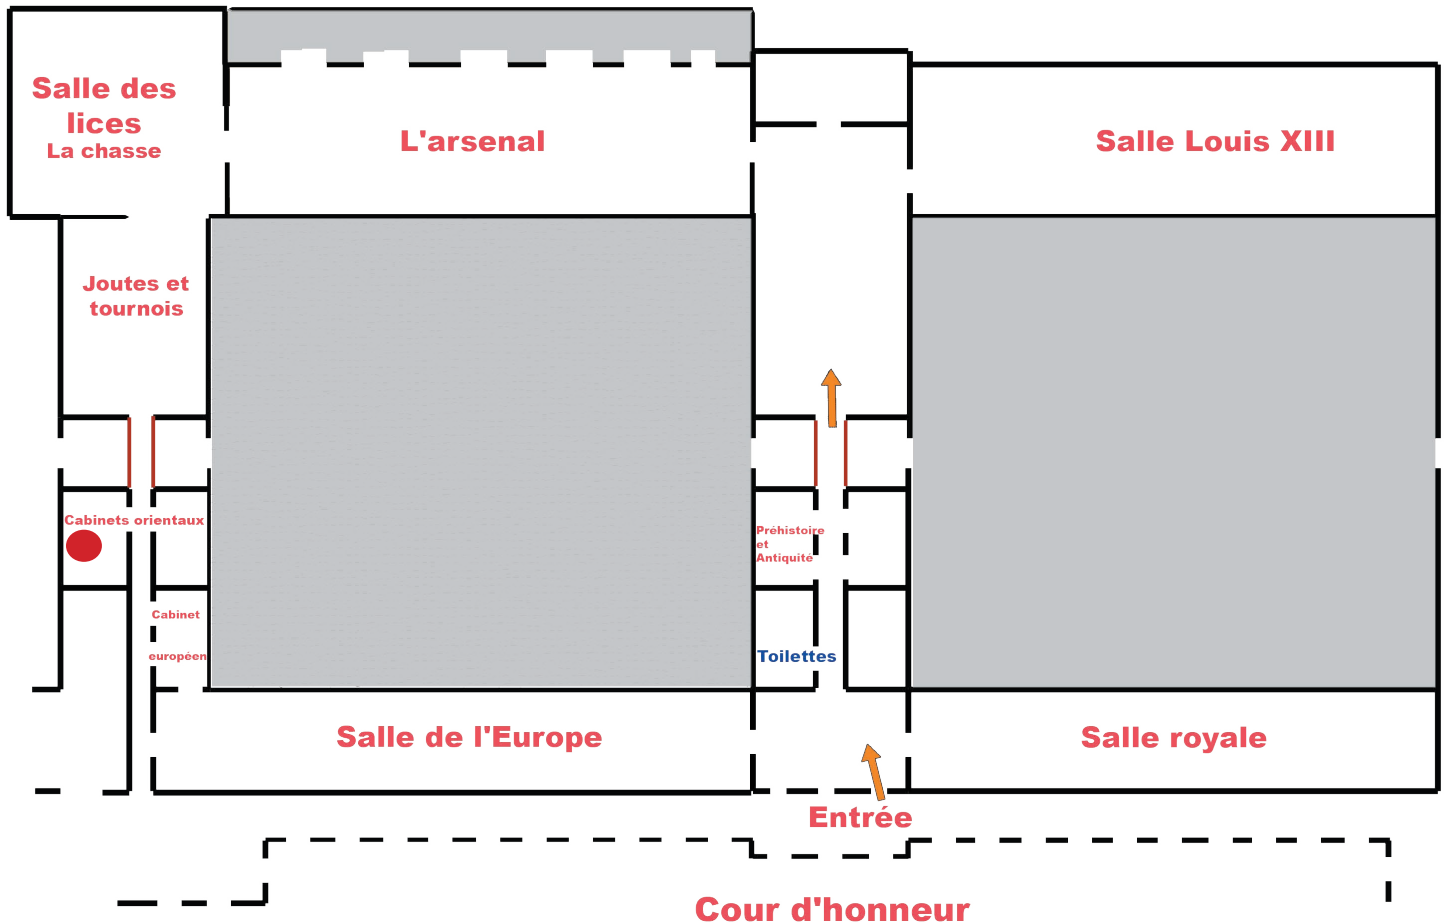 Salle des
lices
La chasse
L'arsenal
Salle Louis XIII
Joutes et
tournois
Cabinets orientaux
Préhistoire
et
Antiquité
Cabinet
européen
Toilettes
Salle de l'Europe
Salle royale
Entrée
Cour d'honneur